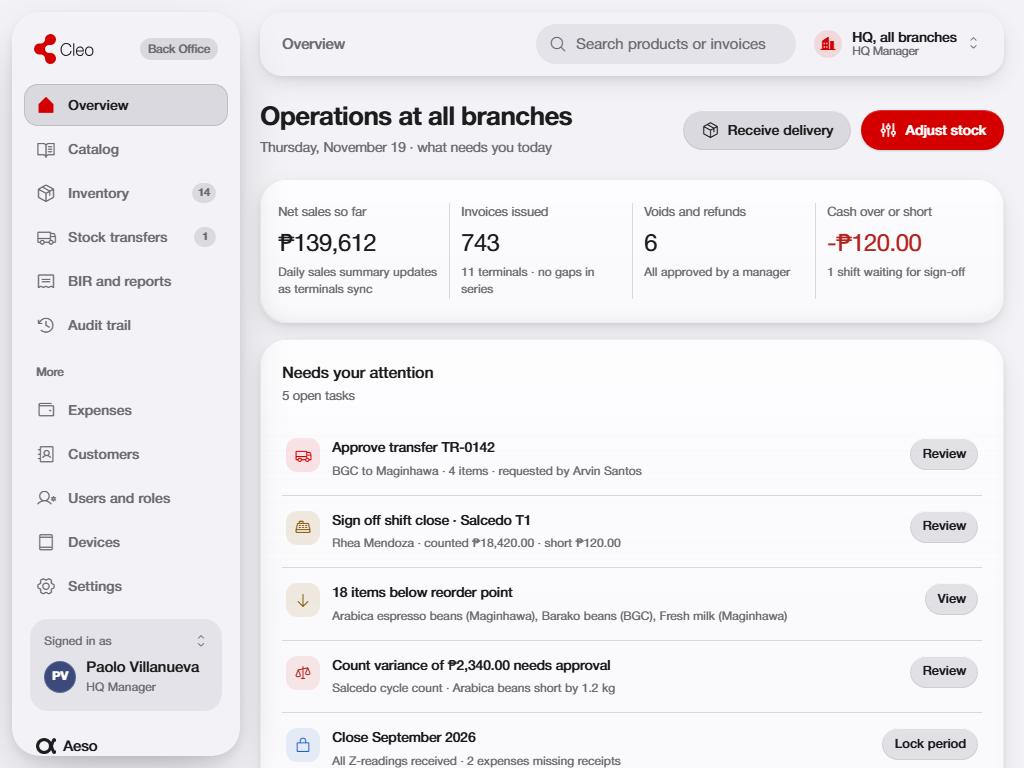 Cleo
Back Office
Overview
Catalog
Inventory
14
Stock transfers
1
BIR and reports
Audit trail
More
Expenses
Customers
Users and roles
Devices
Settings
Signed in as
PV
Paolo Villanueva
HQ Manager
Aeso
Overview
Search products or invoices
HQ, all branches
HQ Manager
Operations at all branches
Thursday, November 19 · what needs you today
Receive delivery
Adjust stock
Net sales so far
₱139,612
Daily sales summary updates
as terminals sync
Invoices issued
743
11 terminals · no gaps in
series
Voids and refunds
6
All approved by a manager
Cash over or short
-₱120.00
1 shift waiting for sign-off
Needs your attention
5 open tasks
Approve transfer TR-0142
BGC to Maginhawa · 4 items · requested by Arvin Santos
Review
Sign off shift close · Salcedo T1
Rhea Mendoza · counted ₱18,420.00 · short ₱120.00
Review
18 items below reorder point
Arabica espresso beans (Maginhawa), Barako beans (BGC), Fresh milk (Maginhawa)
View
Count variance of ₱2,340.00 needs approval
Salcedo cycle count · Arabica beans short by 1.2 kg
Review
Close September 2026
All Z-readings received · 2 expenses missing receipts
Lock period